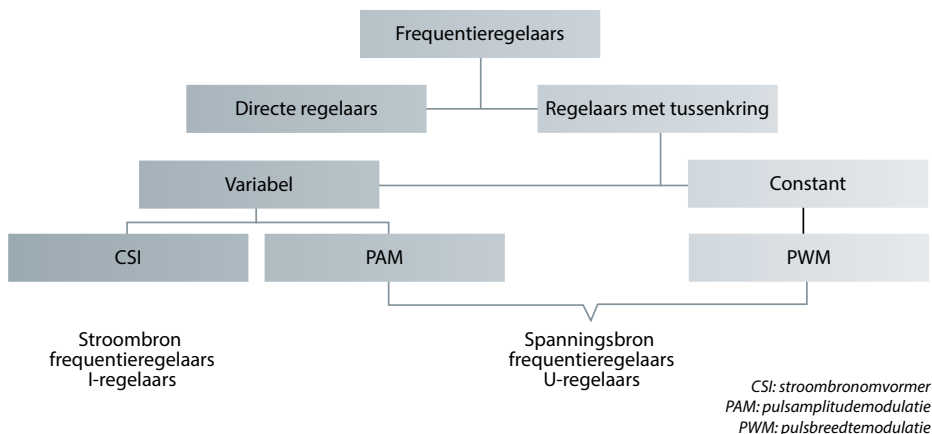 Frequentieregelaars
Directe regelaars
Regelaars met tussenkring
Variabel
Constant
CSI
PAM
PWM
Stroombron
frequentieregelaars
I-regelaars
Spanningsbron
frequentieregelaars
U-regelaars
CSI: stroombronomvormer
PAM: pulsamplitudemodulatie
PWM: pulsbreedtemodulatie